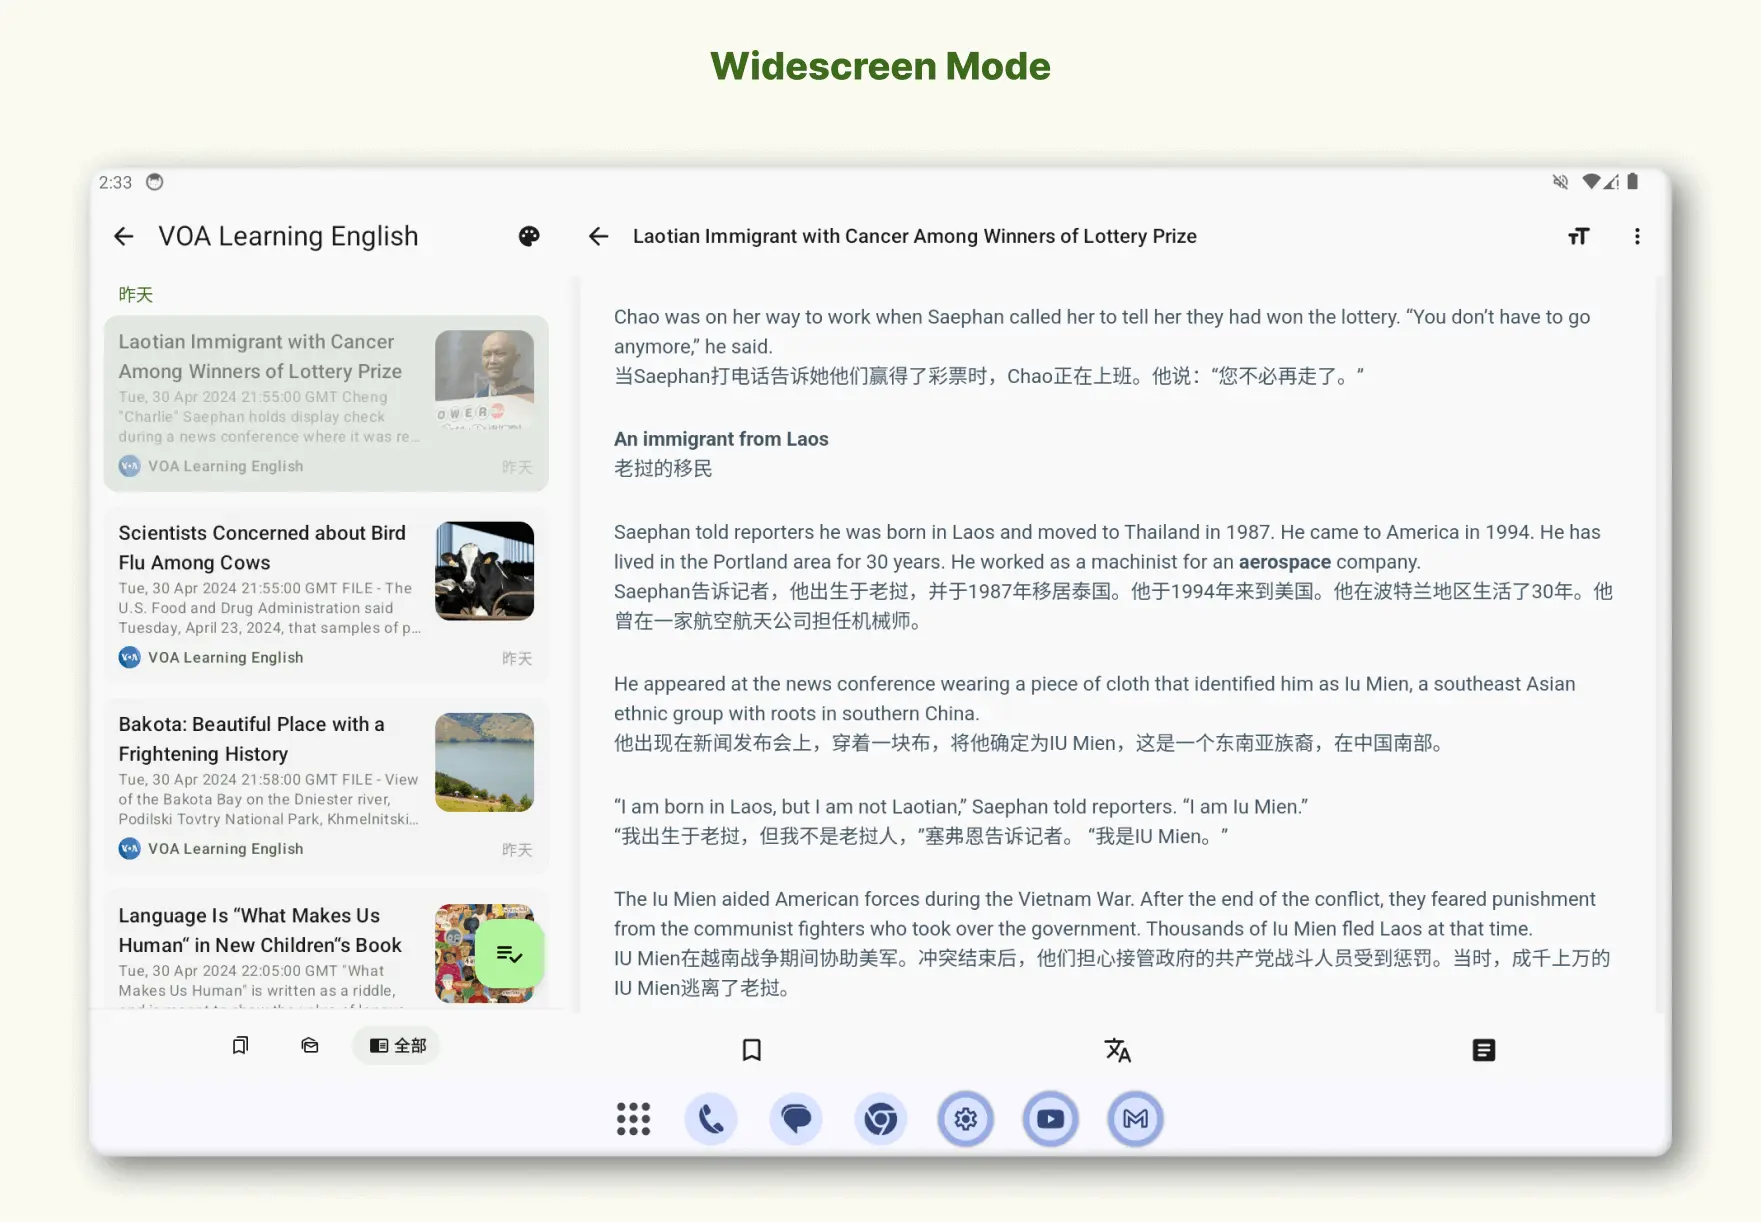 Widescreen Mode
2:33
VOA Learning English
昨天
Laotian Immigrant with Cancer
Among Winners of Lottery Prize
Tue, 30 Apr 2024 21:55:00 GMT Cheng
"Charlie" Saephan holds display check
during a news conference where it was re...
VOA Learning English
昨天
OWER
Scientists Concerned about Bird
Flu Among Cows
Tue, 30 Apr 2024 21:55:00 GMT FILE - The
U.S. Food and Drug Administration said
Tuesday, April 23, 2024, that samples of p...
VOA Learning English
昨天
Bakota: Beautiful Place with a
Frightening History
Tue, 30 Apr 2024 21:58:00 GMT FILE - View
of the Bakota Bay on the Dniester river,
Podilski Tovtry National Park, Khmelnitski...
VOA Learning English
昨天
Language Is “What Makes Us
Human“ in New Children“s Book
Tue, 30 Apr 2024 22:05:00 GMT "What
Makes Us Human" is written as a riddle,
全部
Laotian Immigrant with Cancer Among Winners of Lottery Prize
Chao was on her way to work when Saephan called her to tell her they had won the lottery. “You don’t have to go
anymore,” he said.
当Saephan打电话告诉她他们赢得了彩票时，Chao正在上班。他说：“您不必再走了。”
An immigrant from Laos
老挝的移民
Saephan told reporters he was born in Laos and moved to Thailand in 1987. He came to America in 1994. He has
lived in the Portland area for 30 years. He worked as a machinist for an aerospace company.
Saephan告诉记者，他出生于老挝，并于1987年移居泰国。他于1994年来到美国。他在波特兰地区生活了30年。他
曾在一家航空航天公司担任机械师。
He appeared at the news conference wearing a piece of cloth that identified him as Iu Mien, a southeast Asian
ethnic group with roots in southern China.
他出现在新闻发布会上，穿着一块布，将他确定为IU Mien，这是一个东南亚族裔，在中国南部。
“I am born in Laos, but I am not Laotian,” Saephan told reporters. “I am Iu Mien.”
“我出生于老挝，但我不是老挝人，”塞弗恩告诉记者。 “我是IU Mien。”
The Iu Mien aided American forces during the Vietnam War. After the end of the conflict, they feared punishment
from the communist fighters who took over the government. Thousands of Iu Mien fled Laos at that time.
IU Mien在越南战争期间协助美军。冲突结束后，他们担心接管政府的共产党战斗人员受到惩罚。当时，成千上万的
IU Mien逃离了老挝。